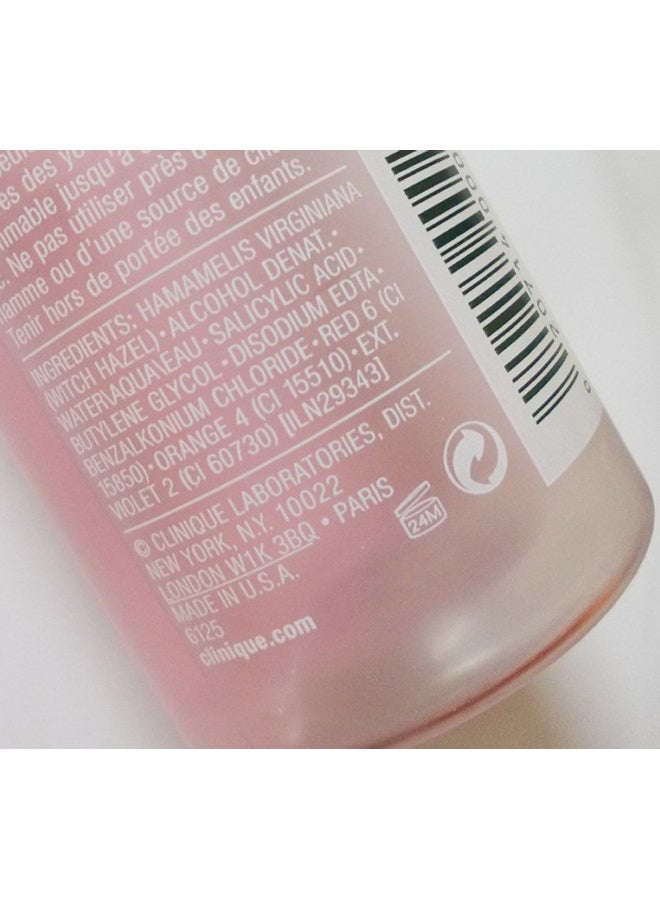 des yeux
jusqu'à
Ne pas utiliser près
ou d'une source de
Tenir hors de portée des enfants.
INGREDIENTS: HAMAMELIS VIRGINIANA
(WITCH HAZEL) • ALCOHOL DENAT. •
WATER\AQUA\EAU • SALICYLIC ACID •
BUTYLENE GLYCOL • DISODIUM EDTA •
BENZALKONIUM CHLORIDE • RED 6 (CI
15850) • ORANGE 4 (CI 15510) • EXT.
VIOLET 2 (CI 60730) [ILN29343]
© CLINIQUE LABORATORIES, DIST.
NEW YORK, N.Y. 10022
LONDON W1K 3BQ • PARIS
MADE IN U.S.A.
6125
clinique.com
24M